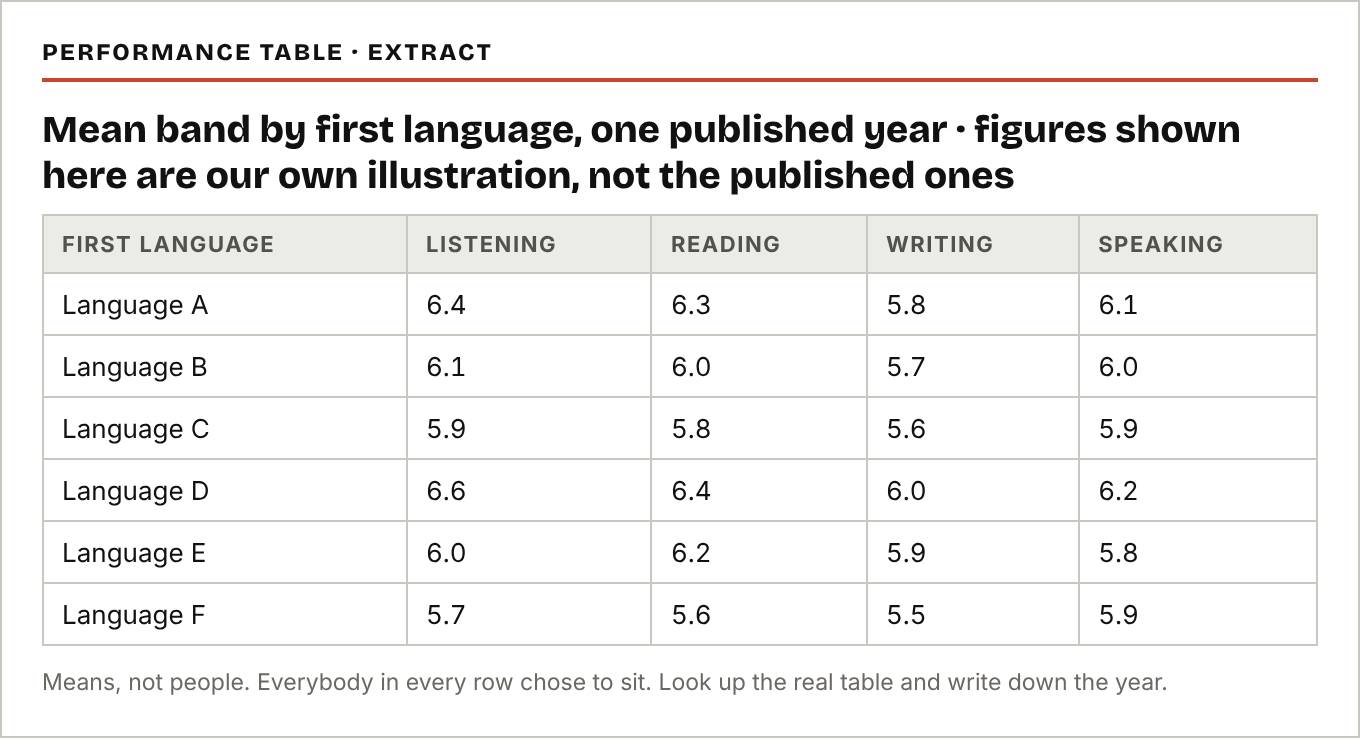 PERFORMANCE TABLE · EXTRACT
Mean band by first language, one published year · figures shown
here are our own illustration, not the published ones
FIRST LANGUAGE LISTENING READING WRITING SPEAKING
Language A 6.4 6.3 5.8 6.1
Language B 6.1 6.0 5.7 6.0
Language C 5.9 5.8 5.6 5.9
Language D 6.6 6.4 6.0 6.2
Language E 6.0 6.2 5.9 5.8
Language F 5.7 5.6 5.5 5.9
Means, not people. Everybody in every row chose to sit. Look up the real table and write down the year.